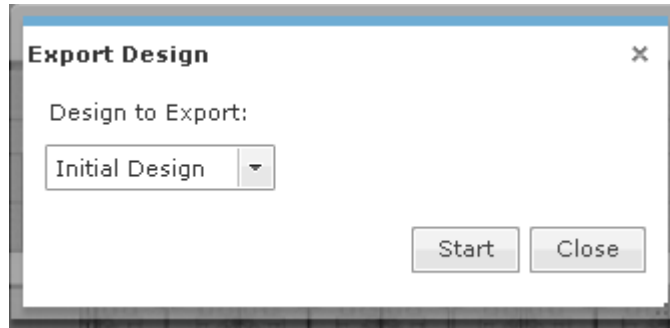 Export Design
Design to Export:
Initial Design
Start Close